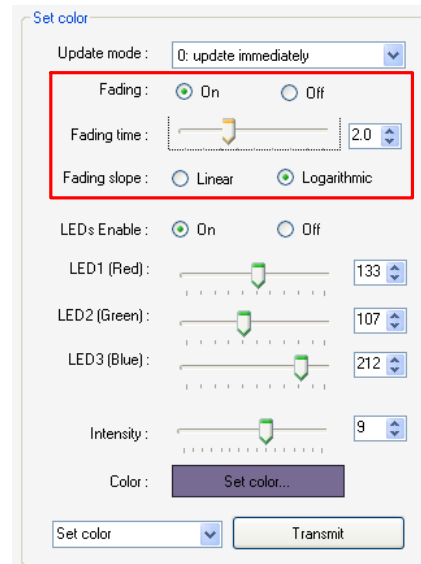 Set color
Update mode : 0: update immediately
Fading : On Off
Fading time : 2.0
Fading slope : Linear Logarithmic
LEDs Enable : On Off
LED1 (Red) : 133
LED2 (Green) : 107
LED3 (Blue) : 212
Intensity : 9
Color : Set color...
Set color Transmit